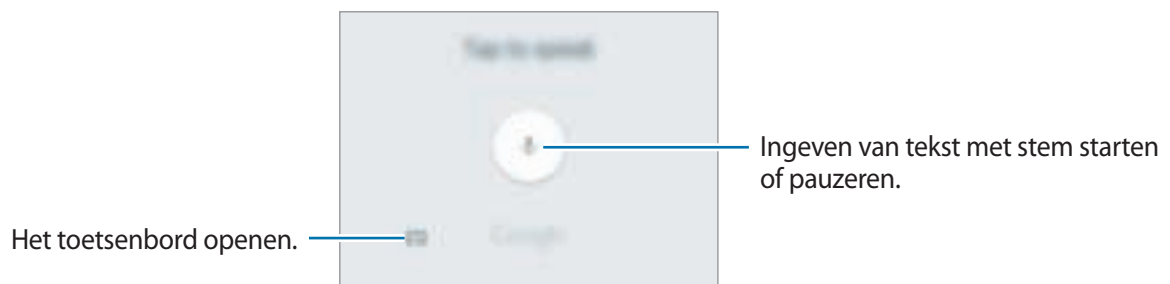 Tap to speak
Ingeven van tekst met stem starten
of pauzeren.
Het toetsenbord openen.
Google